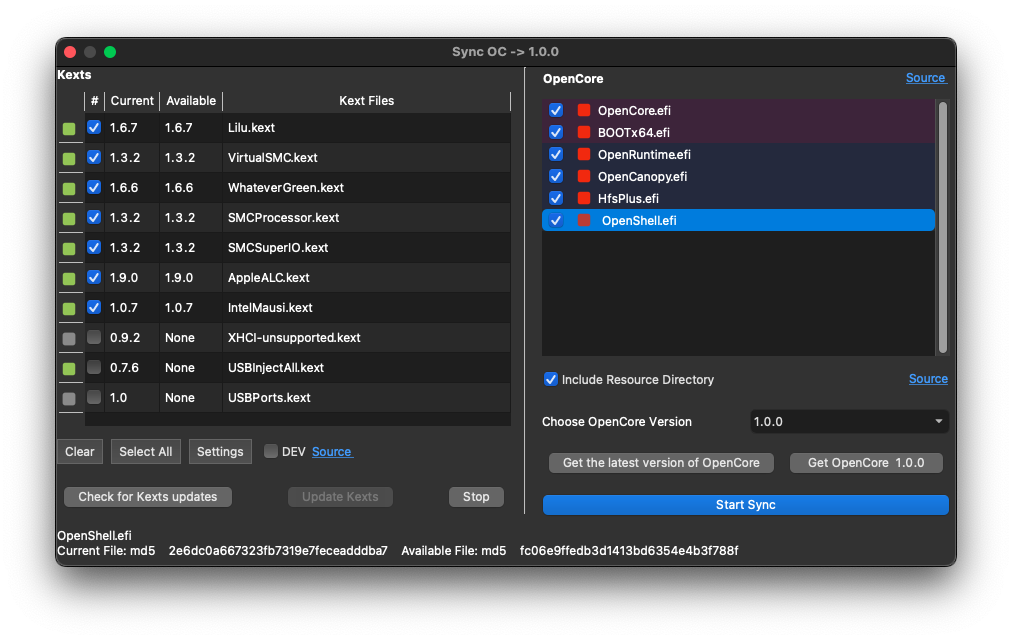 Sync OC -> 1.0.0
Kexts
# Current Available Kext Files
1.6.7 1.6.7 Lilu.kext
1.3.2 1.3.2 VirtualSMC.kext
1.6.6 1.6.6 WhateverGreen.kext
1.3.2 1.3.2 SMCProcessor.kext
1.3.2 1.3.2 SMCSuperIO.kext
1.9.0 1.9.0 AppleALC.kext
1.0.7 1.0.7 IntelMausi.kext
0.9.2 None XHCI-unsupported.kext
0.7.6 None USBInjectAll.kext
1.0 None USBPorts.kext
Clear Select All Settings DEV Source
Check for Kexts updates Update Kexts Stop
OpenCore Source
OpenCore.efi
BOOTx64.efi
OpenRuntime.efi
OpenCanopy.efi
HfsPlus.efi
OpenShell.efi
Include Resource Directory Source
Choose OpenCore Version 1.0.0
Get the latest version of OpenCore Get OpenCore 1.0.0
Start Sync
OpenShell.efi
Current File: md5 2e6dc0a667323fb7319e7feceadddba7 Available File: md5 fc06e9ffedb3d1413bd6354e4b3f788f